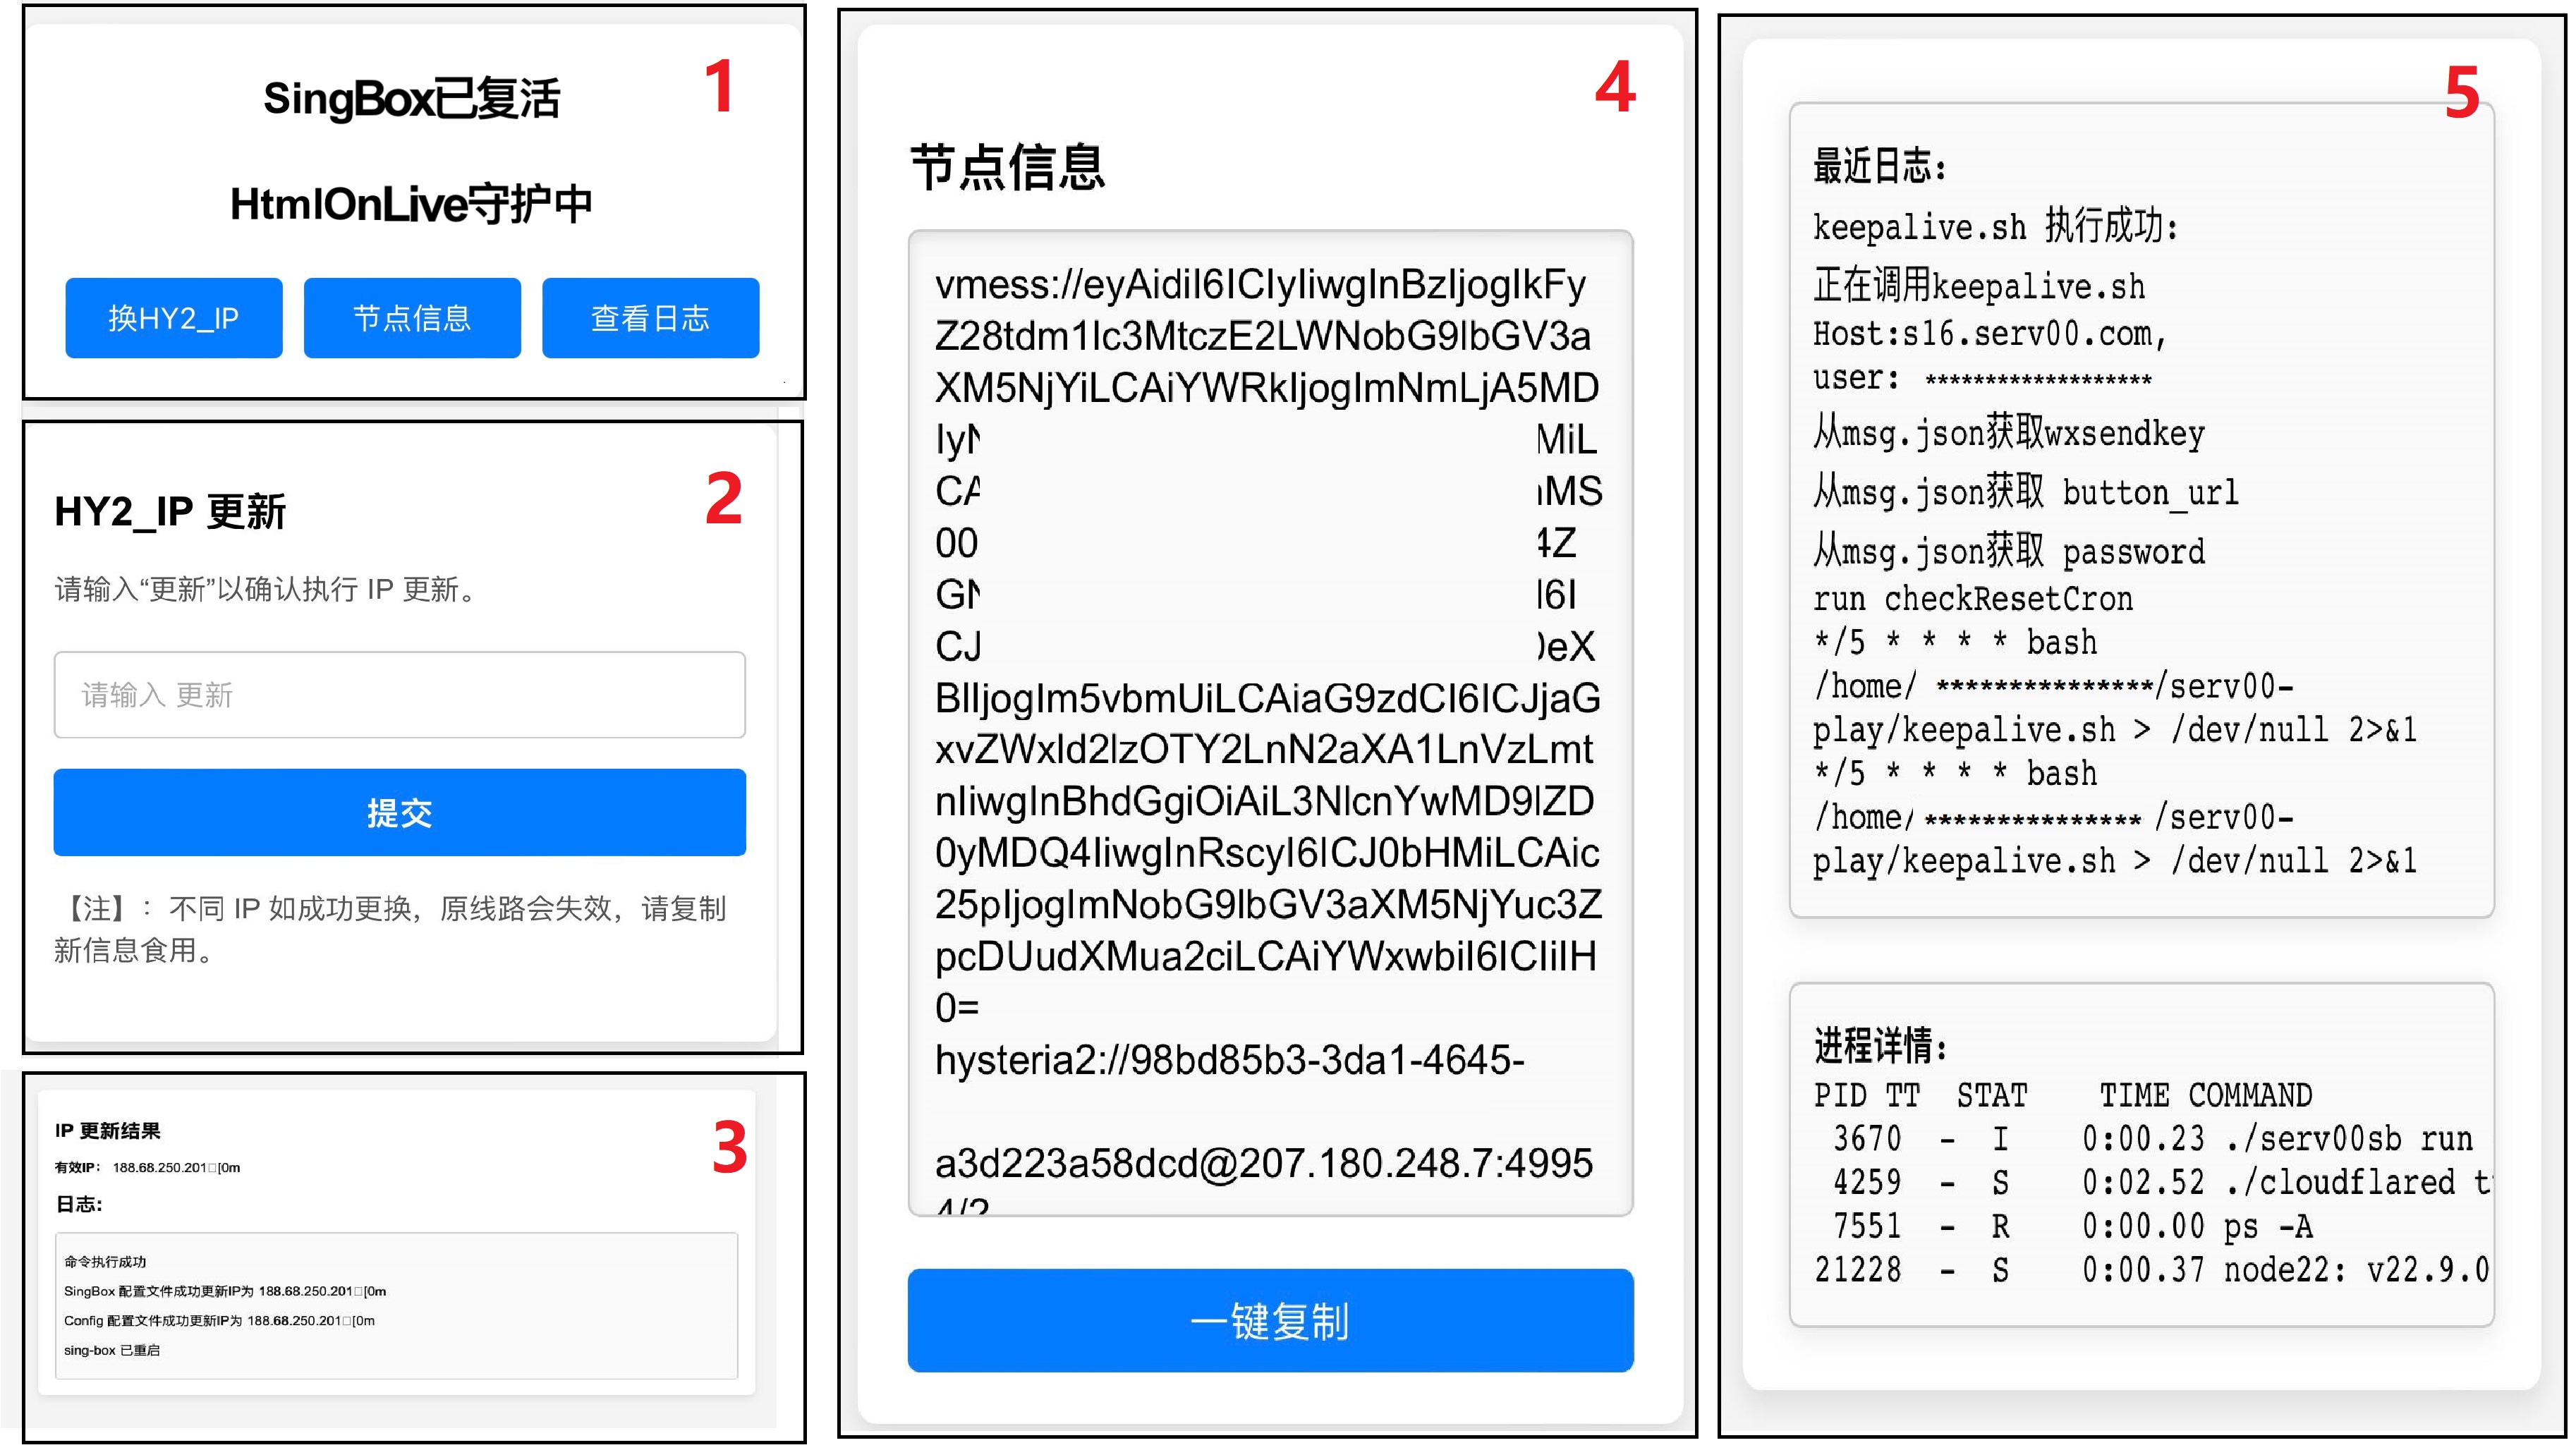 1
SingBox已复活
HtmlOnLive守护中
换HY2_IP
节点信息
查看日志
2
HY2_IP 更新
请输入“更新”以确认执行 IP 更新。
请输入 更新
提交
【注】：不同 IP 如成功更换，原线路会失效，请复制
新信息食用。
3
IP 更新结果
有效IP： 188.68.250.201□[0m
日志:
命令执行成功
SingBox 配置文件成功更新IP为 188.68.250.201□[0m
Config 配置文件成功更新IP为 188.68.250.201□[0m
sing-box 已重启
4
节点信息
vmess://eyAidiI6ICIyIiwgInBzIjogIkFy
Z28tdm1lc3MtczE2LWNobG9lbGV3a
XM5NjYiLCAiYWRkIjogImNmLjA5MD
IyN MiL
CA MS
00 4Z
GN I6I
CJ eX
BlIjogIm5vbmUiLCAiaG9zdCI6ICJjaG
xvZWxld2lzOTY2LnN2aXA1LnVzLmt
nIiwgInBhdGgiOiAiL3NlcnYwMD9lZD
0yMDQ4IiwgInRscyI6ICJ0bHMiLCAic
25pIjogImNobG9lbGV3aXM5NjYuc3Z
pcDUudXMua2ciLCAiYWxwbiI6ICIiIH
0=
hysteria2://98bd85b3-3da1-4645-
a3d223a58dcd@207.180.248.7:4995
4/?
一键复制
5
最近日志：
keepalive.sh 执行成功：
正在调用keepalive.sh
Host:s16.serv00.com,
user: *******************
从msg.json获取wxsendkey
从msg.json获取 button_url
从msg.json获取 password
run checkResetCron
*/5 * * * * bash
/home/ ***************/serv00-
play/keepalive.sh > /dev/null 2>&1
*/5 * * * * bash
/home/ *************** /serv00-
play/keepalive.sh > /dev/null 2>&1
进程详情：
PID TT STAT TIME COMMAND
3670 - I 0:00.23 ./serv00sb run
4259 - S 0:02.52 ./cloudflared t
7551 - R 0:00.00 ps -A
21228 - S 0:00.37 node22: v22.9.0